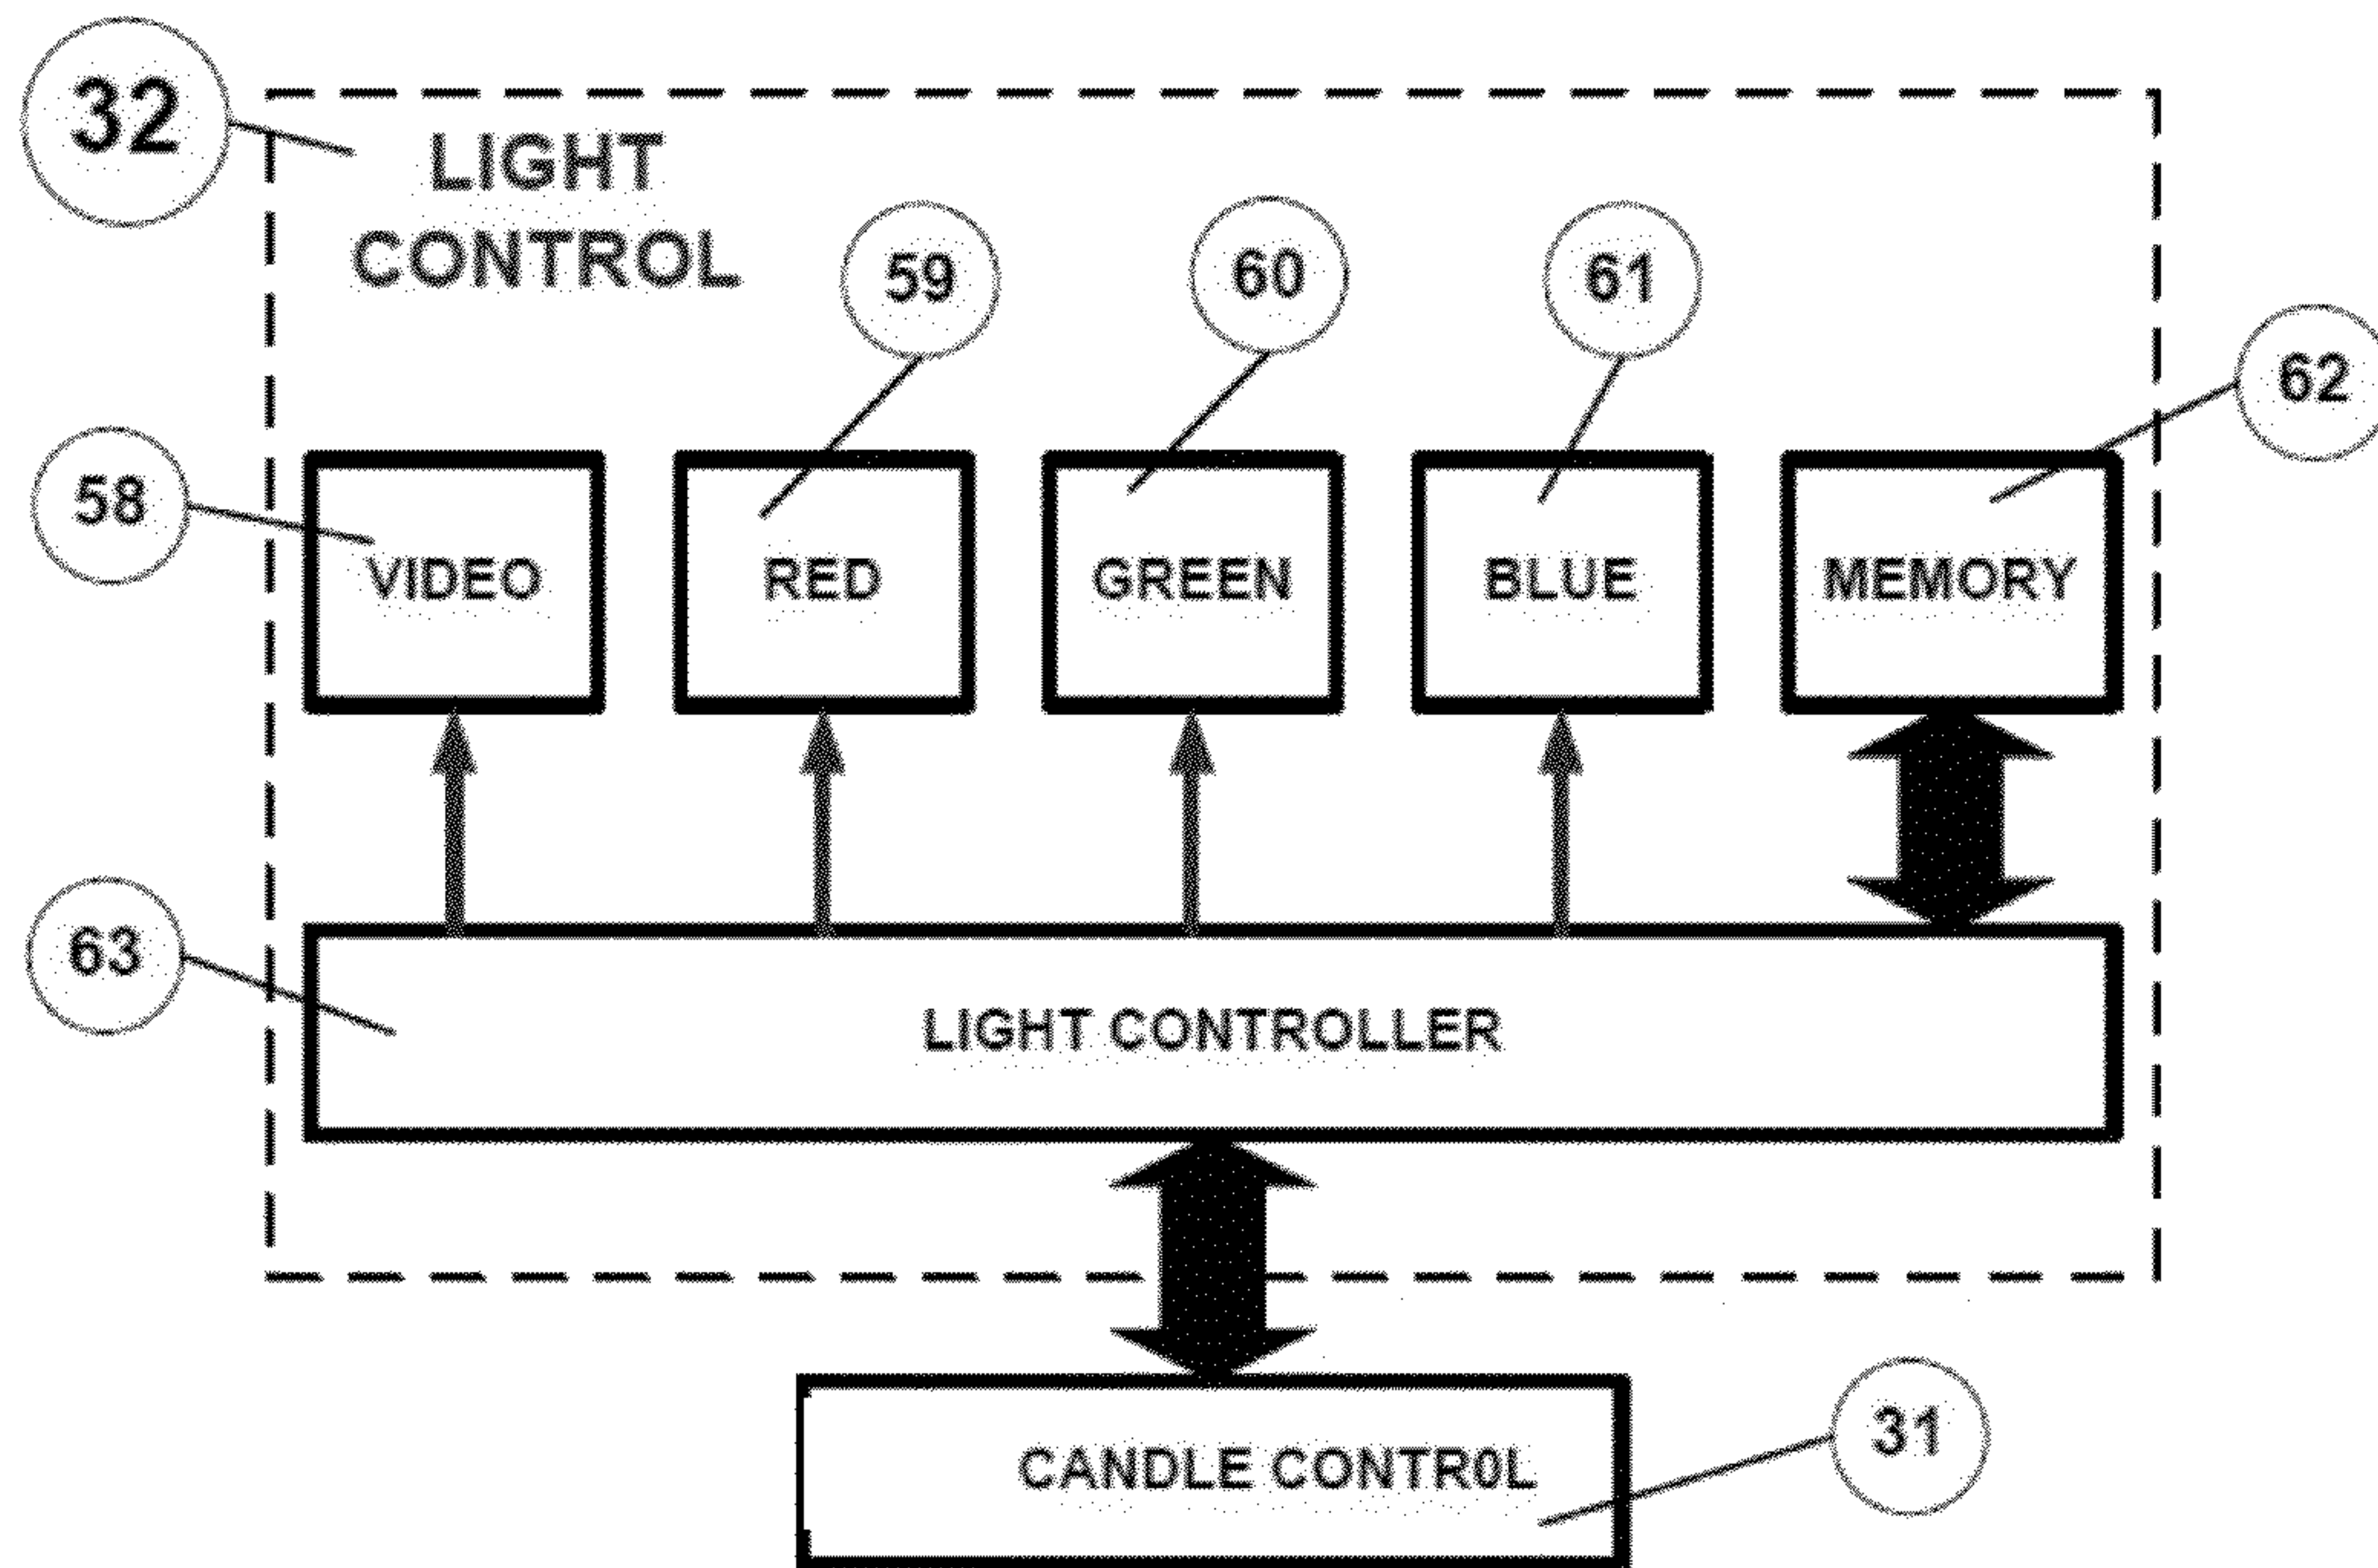 32
LIGHT
CONTROL
59
60
61
62
58
VIDEO
RED
GREEN
BLUE
MEMORY
63
LIGHT CONTROLLER
CANDLE CONTR0L
31